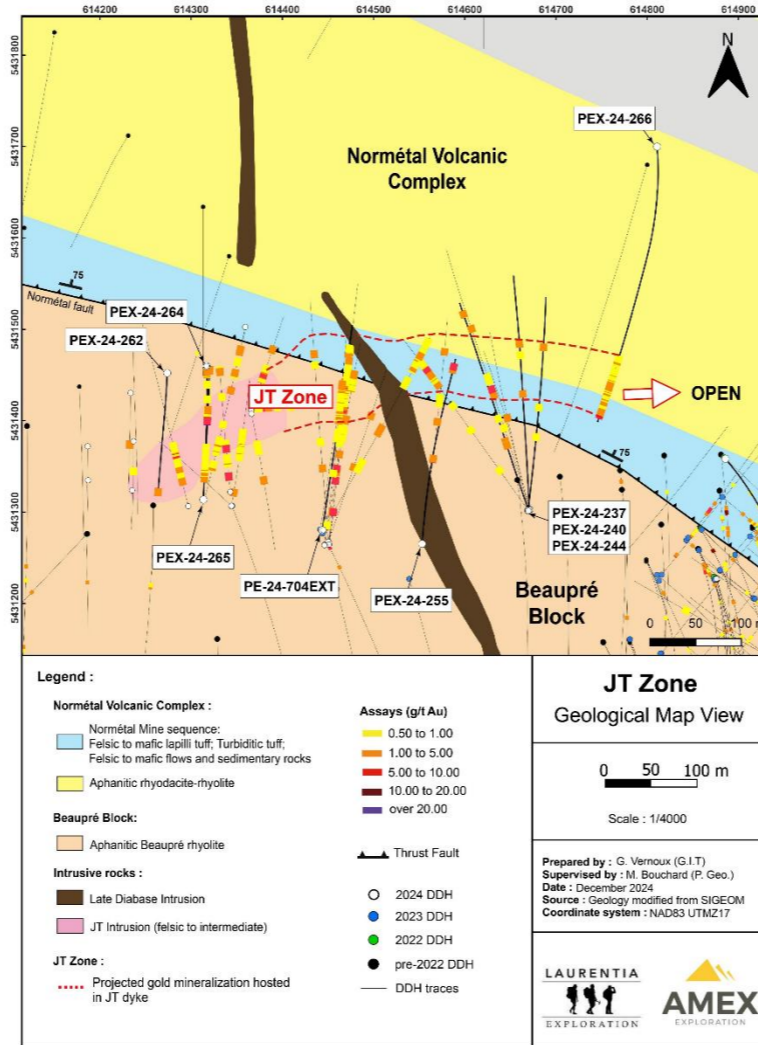 614200 614300 614400 614500 614600 614700 614800 614900
5431800
5431700
5431600
5431500
5431400
5431300
5431200
N
PEX-24-266
Normétal Volcanic
Complex
75
Normétal fault
PEX-24-264
PEX-24-262
JT Zone
OPEN
75
PEX-24-265
PE-24-704EXT
PEX-24-255
PEX-24-237
PEX-24-240
PEX-24-244
Beaupré
Block
0 50 100 m
Legend :
Normétal Volcanic Complex :
Normétal Mine sequence:
Felsic to mafic lapilli tuff; Turbiditic tuff;
Felsic to mafic flows and sedimentary rocks
Aphanitic rhyodacite-rhyolite
Beaupré Block:
Aphanitic Beaupré rhyolite
Intrusive rocks :
Late Diabase Intrusion
JT Intrusion (felsic to intermediate)
JT Zone :
Projected gold mineralization hosted
in JT dyke
Assays (g/t Au)
0.50 to 1.00
1.00 to 5.00
5.00 to 10.00
10.00 to 20.00
over 20.00
Thrust Fault
2024 DDH
2023 DDH
2022 DDH
pre-2022 DDH
DDH traces
JT Zone
Geological Map View
0 50 100 m
Scale : 1/4000
Prepared by : G. Vernoux (G.I.T)
Supervised by : M. Bouchard (P. Geo.)
Date : December 2024
Source : Geology modified from SIGEOM
Coordinate system : NAD83 UTMZ17
LAURENTIA
EXPLORATION
AMEX
EXPLORATION